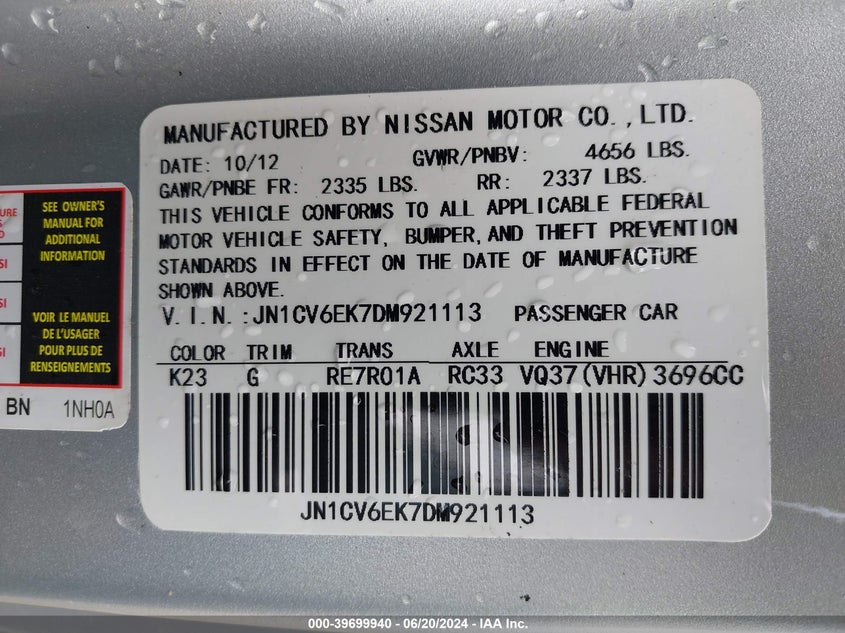 MANUFACTURED BY NISSAN MOTOR CO.,LTD.
DATE: 10/12 GVWR/PNBV: 4656 LBS.
GAWR/PNBE FR: 2335 LBS. RR: 2337 LBS.
THIS VEHICLE CONFORMS TO ALL APPLICABLE FEDERAL
MOTOR VEHICLE SAFETY, BUMPER, AND THEFT PREVENTION
STANDARDS IN EFFECT ON THE DATE OF MANUFACTURE
SHOWN ABOVE.
V.I.N.:JN1CV6EK7DM921113 PASSENGER CAR
COLOR TRIM TRANS AXLE ENGINE
K23 G RE7R01A RC33 VQ37(VHR)3696CC
JN1CV6EK7DM921113
SEE OWNER'S
MANUAL FOR
ADDITIONAL
INFORMATION
VOIR LE MANUEL
DE L'USAGER
POUR PLUS DE
RENSEIGNEMENTS
BN 1NH0A
000-39699940 - 06/20/2024 - IAA Inc.